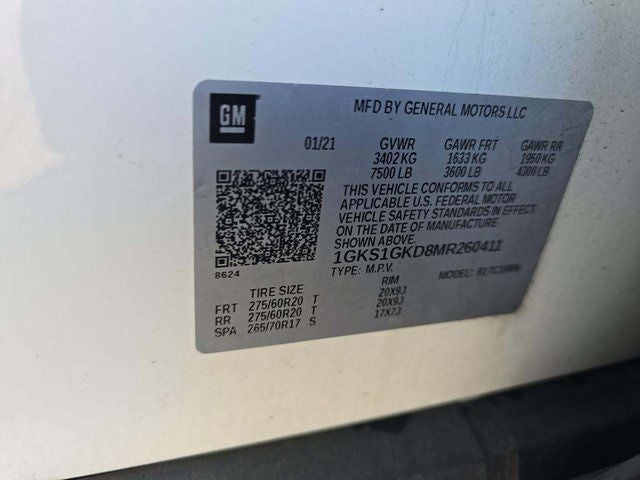 GM
MFD BY GENERAL MOTORS LLC
01/21 GVWR GAWR FRT GAWR RR
3402 KG 1633 KG 1950 KG
7500 LB 3600 LB 4300 LB
THIS VEHICLE CONFORMS TO ALL
APPLICABLE U.S. FEDERAL MOTOR
VEHICLE SAFETY STANDARDS IN EFFECT
ON THE DATE OF MANUFACTURE
SHOWN ABOVE.
1GKS1GKD8MR260411
8624
TYPE: M.P.V. MODEL:
TIRE SIZE RIM
FRT 275/60R20 T 20X9J
RR 275/60R20 T 20X9J
SPA 265/70R17 S 17X7J